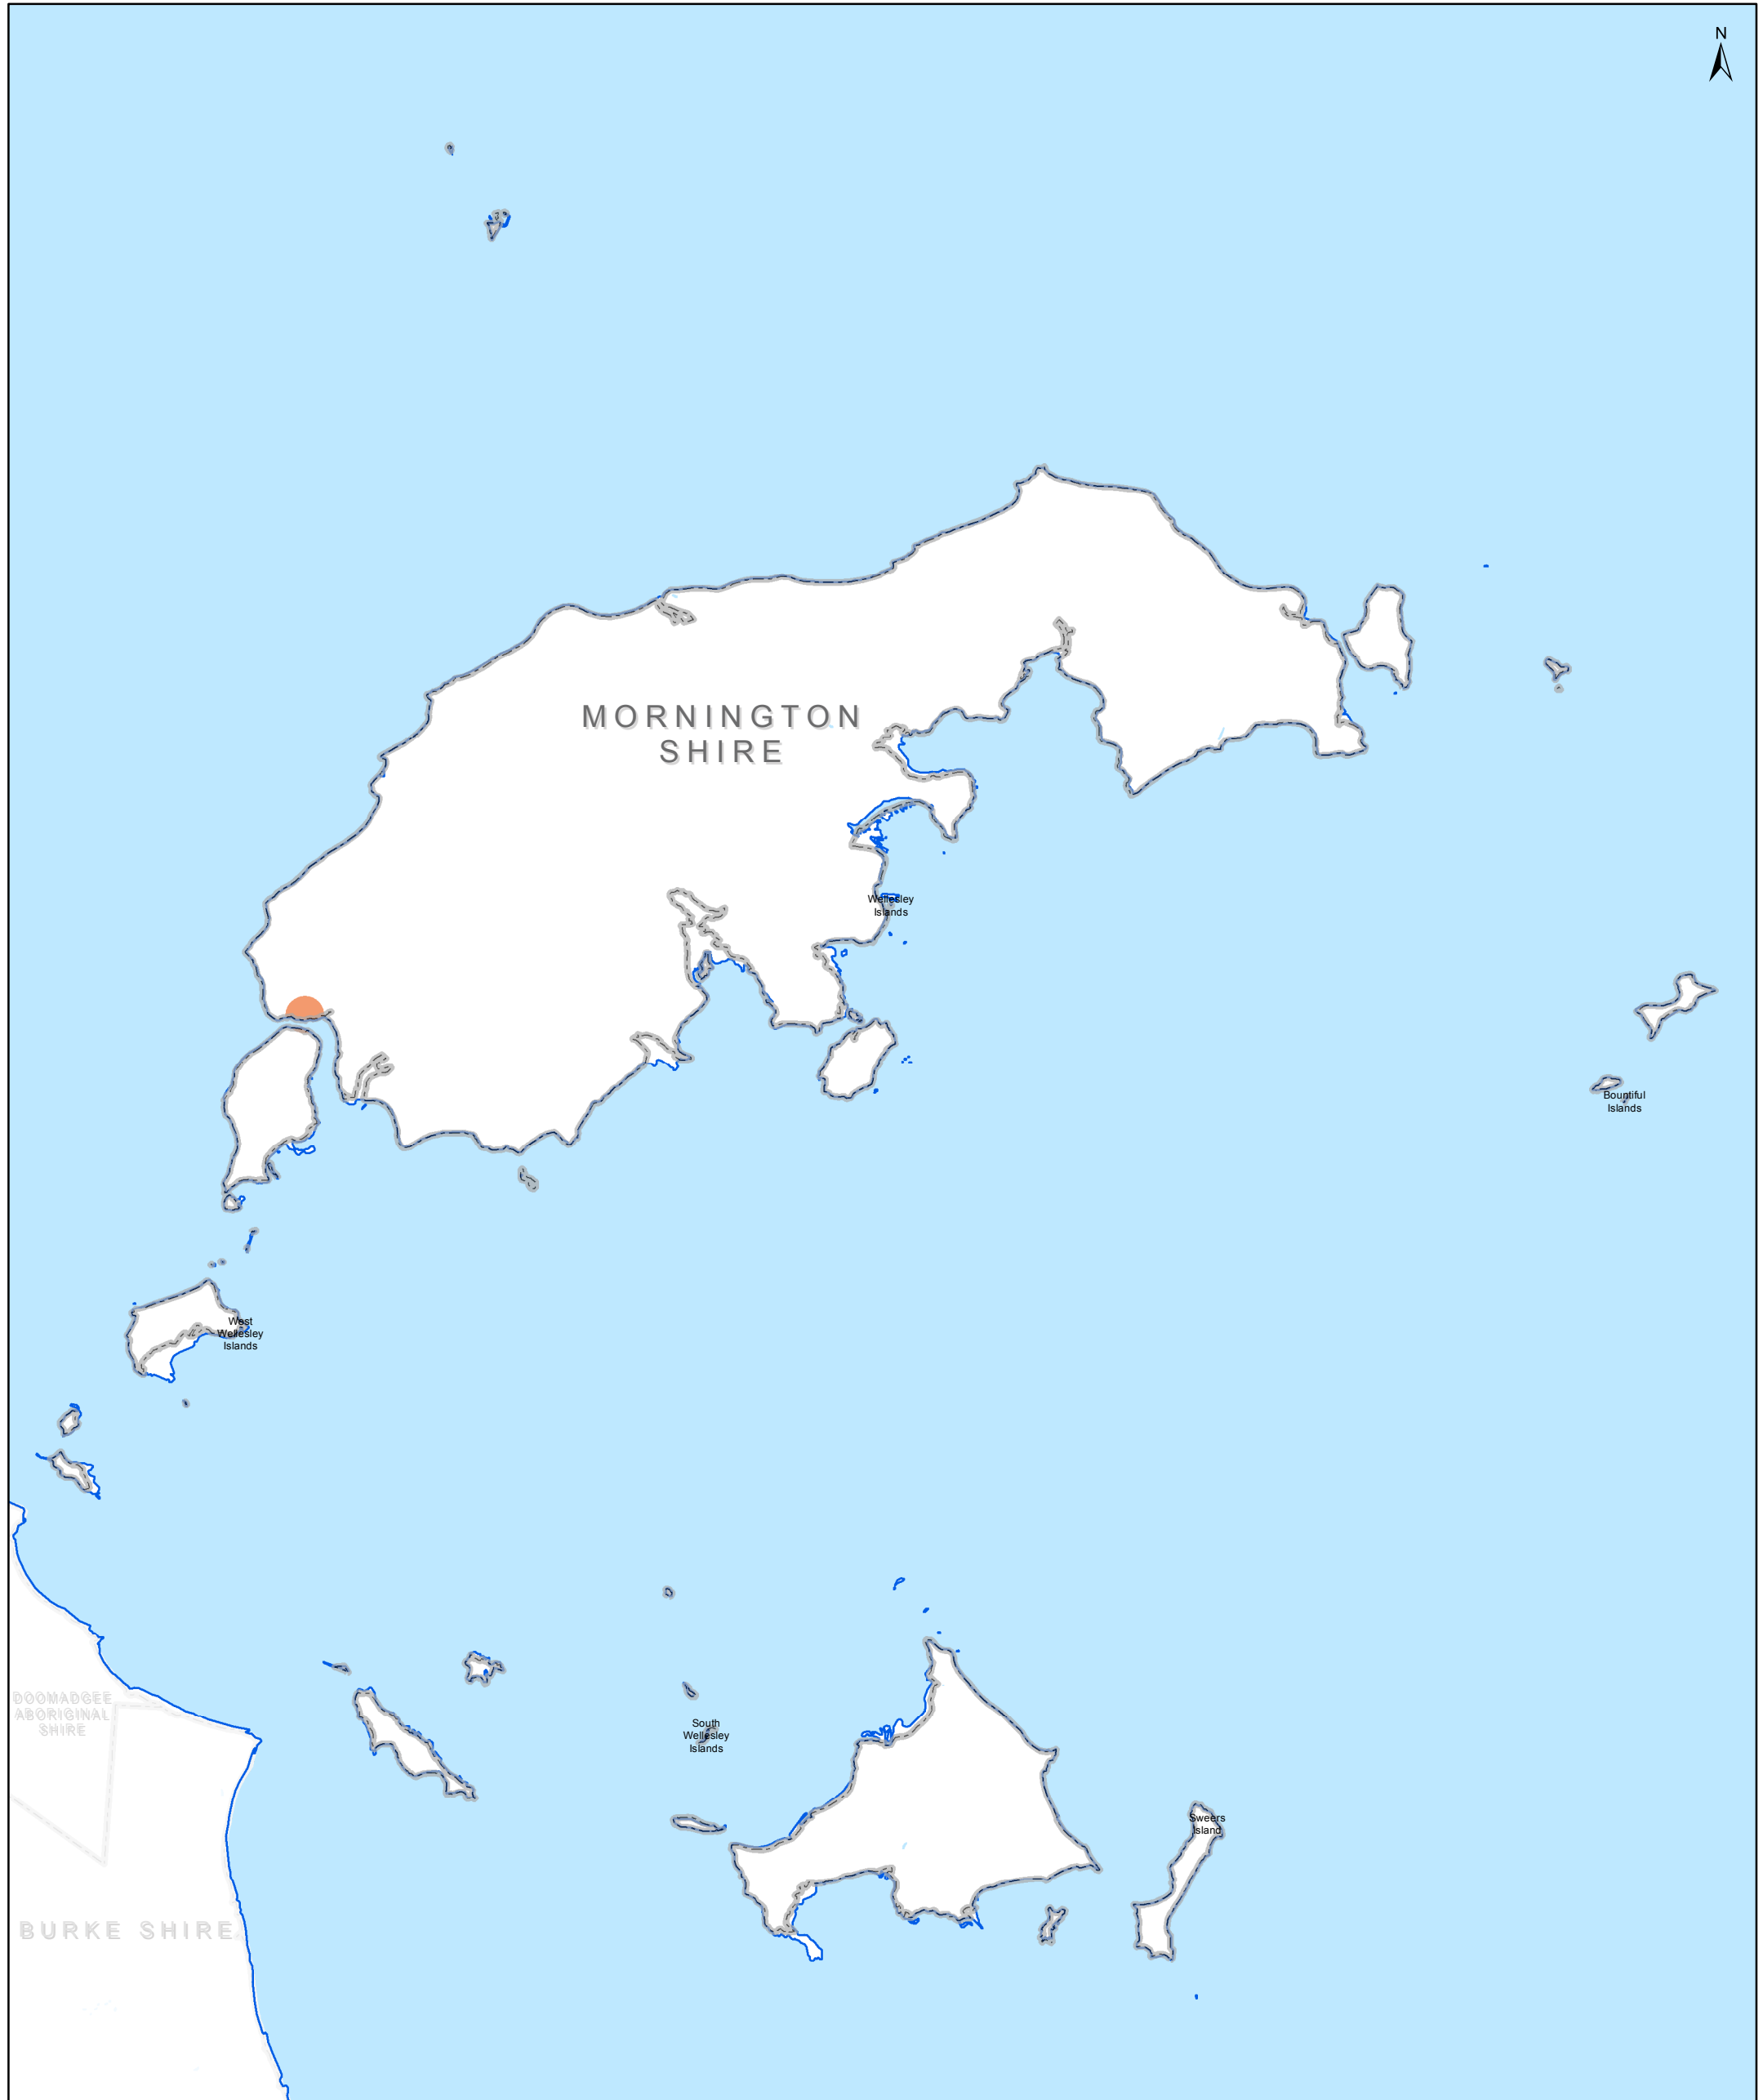 N
MORNINGTON
SHIRE
Wellesley
Islands
Bountiful
Islands
West
Wellesley
Islands
DOOMADGEE
ABORIGINAL
SHIRE
South
Wellesley
Islands
Sweers
Island
BURKE SHIRE